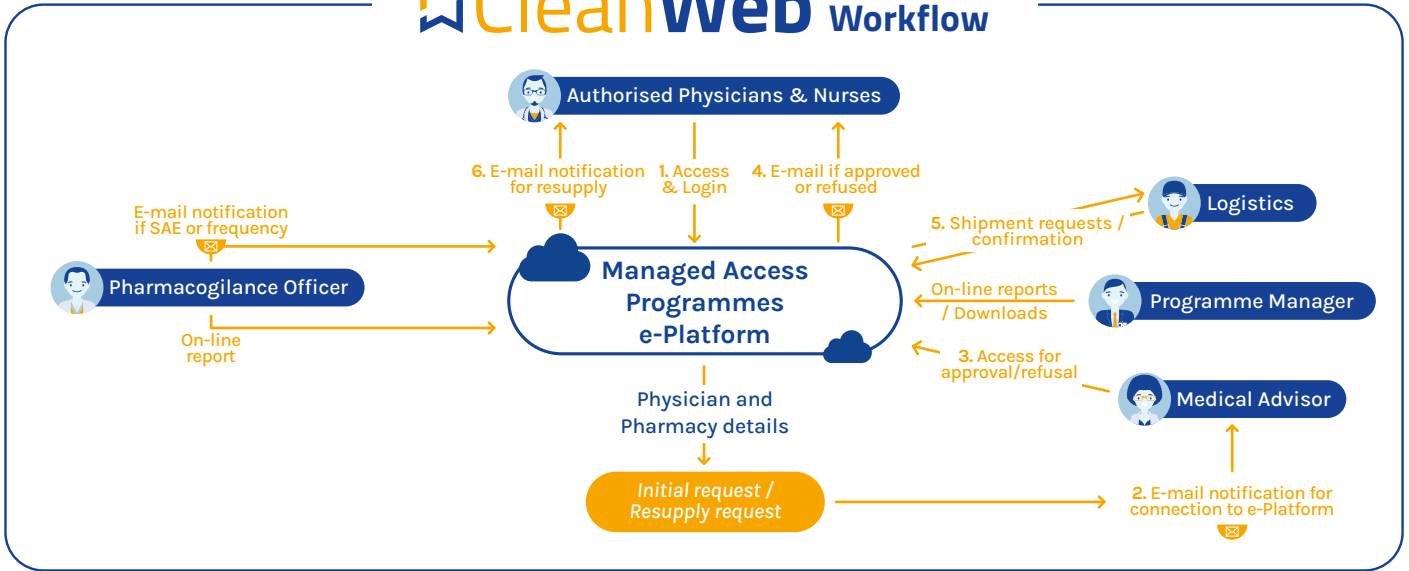 CleanWeb Workflow
Authorised Physicians & Nurses
6. E-mail notification
for resupply
1. Access
& Login
4. E-mail if approved
or refused
E-mail notification
if SAE or frequency
Logistics
5. Shipment requests /
confirmation
Pharmacogilance Officer
Managed Access
Programmes
e-Platform
On-line reports
/ Downloads
Programme Manager
On-line
report
3. Access for
approval/refusal
Medical Advisor
Physician and
Pharmacy details
Initial request /
Resupply request
2. E-mail notification for
connection to e-Platform